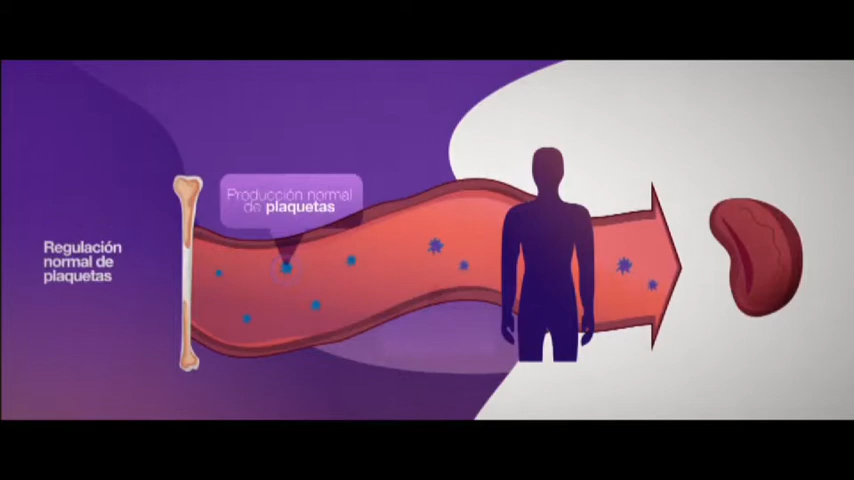 Producción normal
de plaquetas
Regulación
normal de
plaquetas